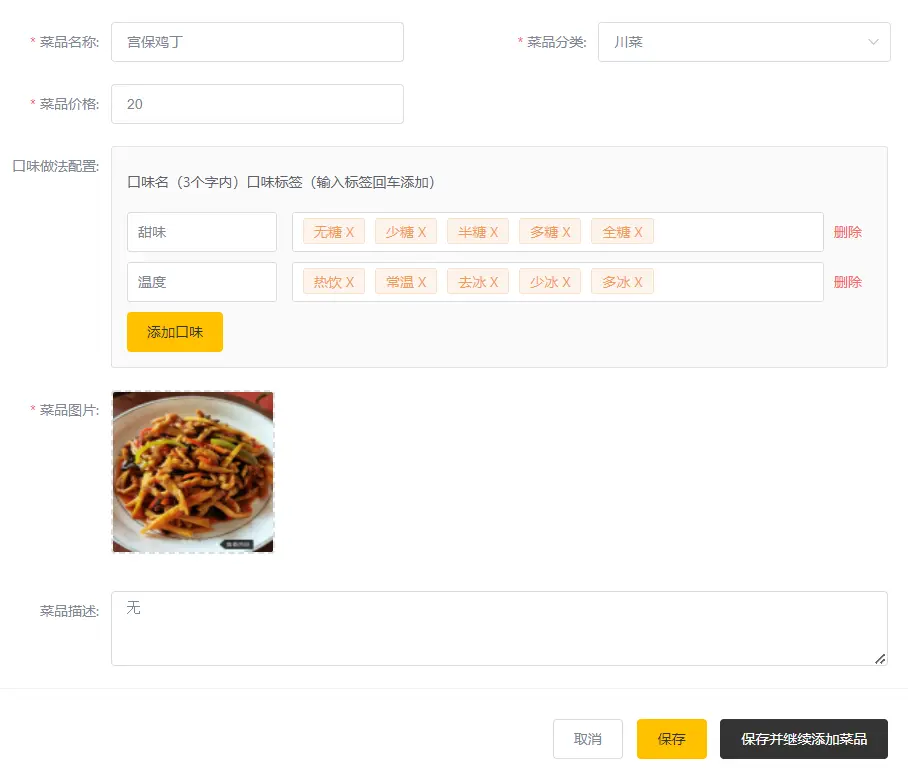 * 菜品名称: 宫保鸡丁 * 菜品分类: 川菜
* 菜品价格: 20
口味做法配置:
口味名（3个字内）口味标签（输入标签回车添加）
甜味 无糖 X 少糖 X 半糖 X 多糖 X 全糖 X 删除
温度 热饮 X 常温 X 去冰 X 少冰 X 多冰 X 删除
添加口味
* 菜品图片:
菜品描述: 无
取消 保存 保存并继续添加菜品